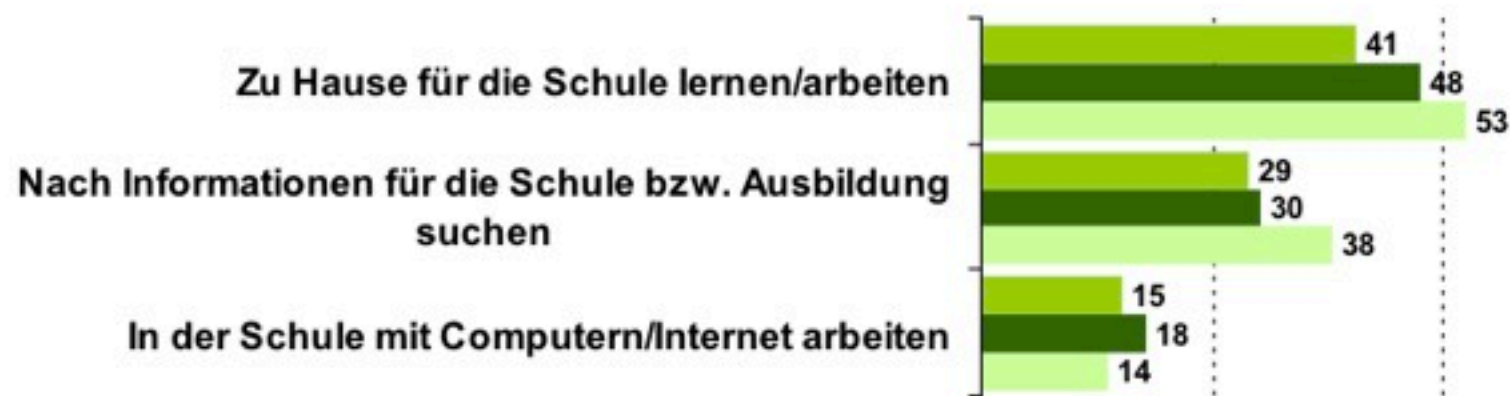 Zu Hause für die Schule lernen/arbeiten
41
48
53
Nach Informationen für die Schule bzw. Ausbildung
suchen
29
30
38
In der Schule mit Computern/Internet arbeiten
15
18
14